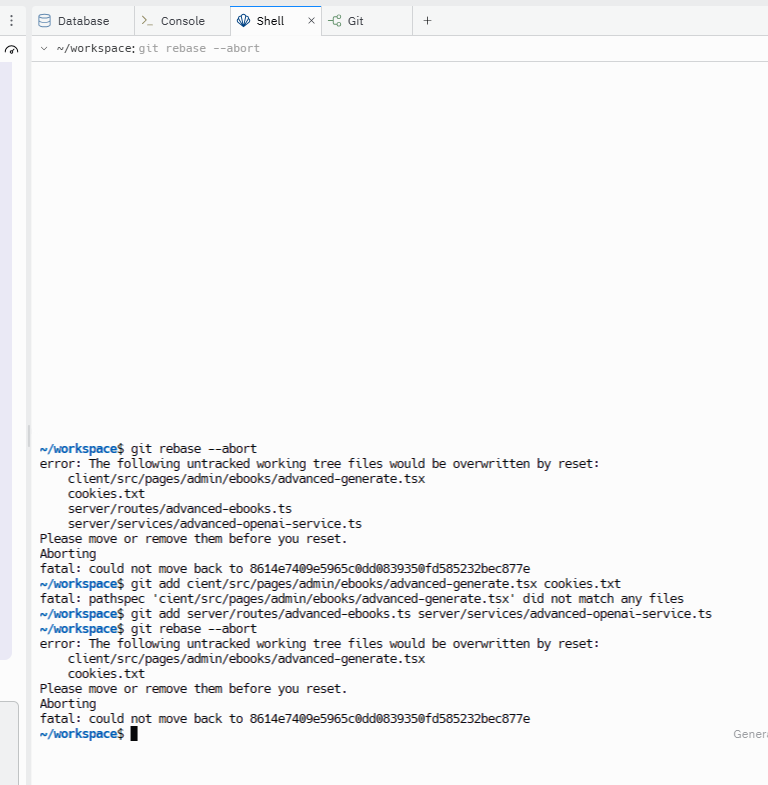 Database
Console
Shell
Git
~/workspace: git rebase --abort
~/workspace$ git rebase --abort
error: The following untracked working tree files would be overwritten by reset:
    client/src/pages/admin/ebooks/advanced-generate.tsx
    cookies.txt
    server/routes/advanced-ebooks.ts
    server/services/advanced-openai-service.ts
Please move or remove them before you reset.
Aborting
fatal: could not move back to 8614e7409e5965c0dd0839350fd585232bec877e
~/workspace$ git add cient/src/pages/admin/ebooks/advanced-generate.tsx cookies.txt
fatal: pathspec 'cient/src/pages/admin/ebooks/advanced-generate.tsx' did not match any files
~/workspace$ git add server/routes/advanced-ebooks.ts server/services/advanced-openai-service.ts
~/workspace$ git rebase --abort
error: The following untracked working tree files would be overwritten by reset:
    client/src/pages/admin/ebooks/advanced-generate.tsx
    cookies.txt
Please move or remove them before you reset.
Aborting
fatal: could not move back to 8614e7409e5965c0dd0839350fd585232bec877e
~/workspace$
Genera